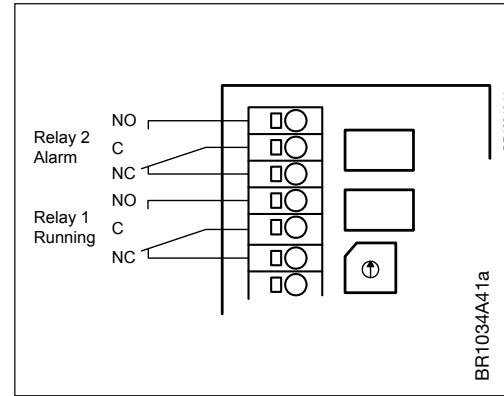 NO
Relay 2
Alarm
C
NC
NO
Relay 1
Running
C
NC
BR1034A41a